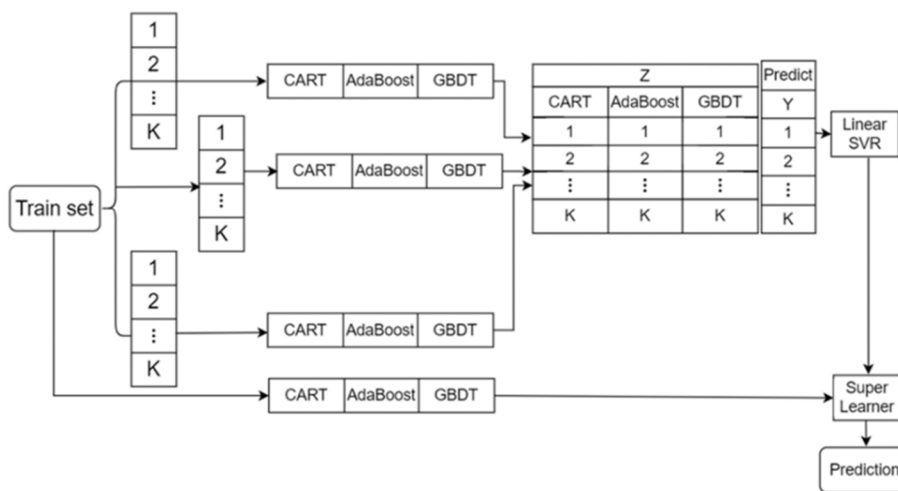 1
2
⋮
K
CART AdaBoost GBDT
1
2
⋮
K
CART AdaBoost GBDT
Train set
1
2
⋮
K
CART AdaBoost GBDT
CART AdaBoost GBDT
Z Predict
CART AdaBoost GBDT Y
1 1 1 1
2 2 2 2
⋮ ⋮ ⋮ ⋮
K K K K
Linear
SVR
Super
Learner
Prediction